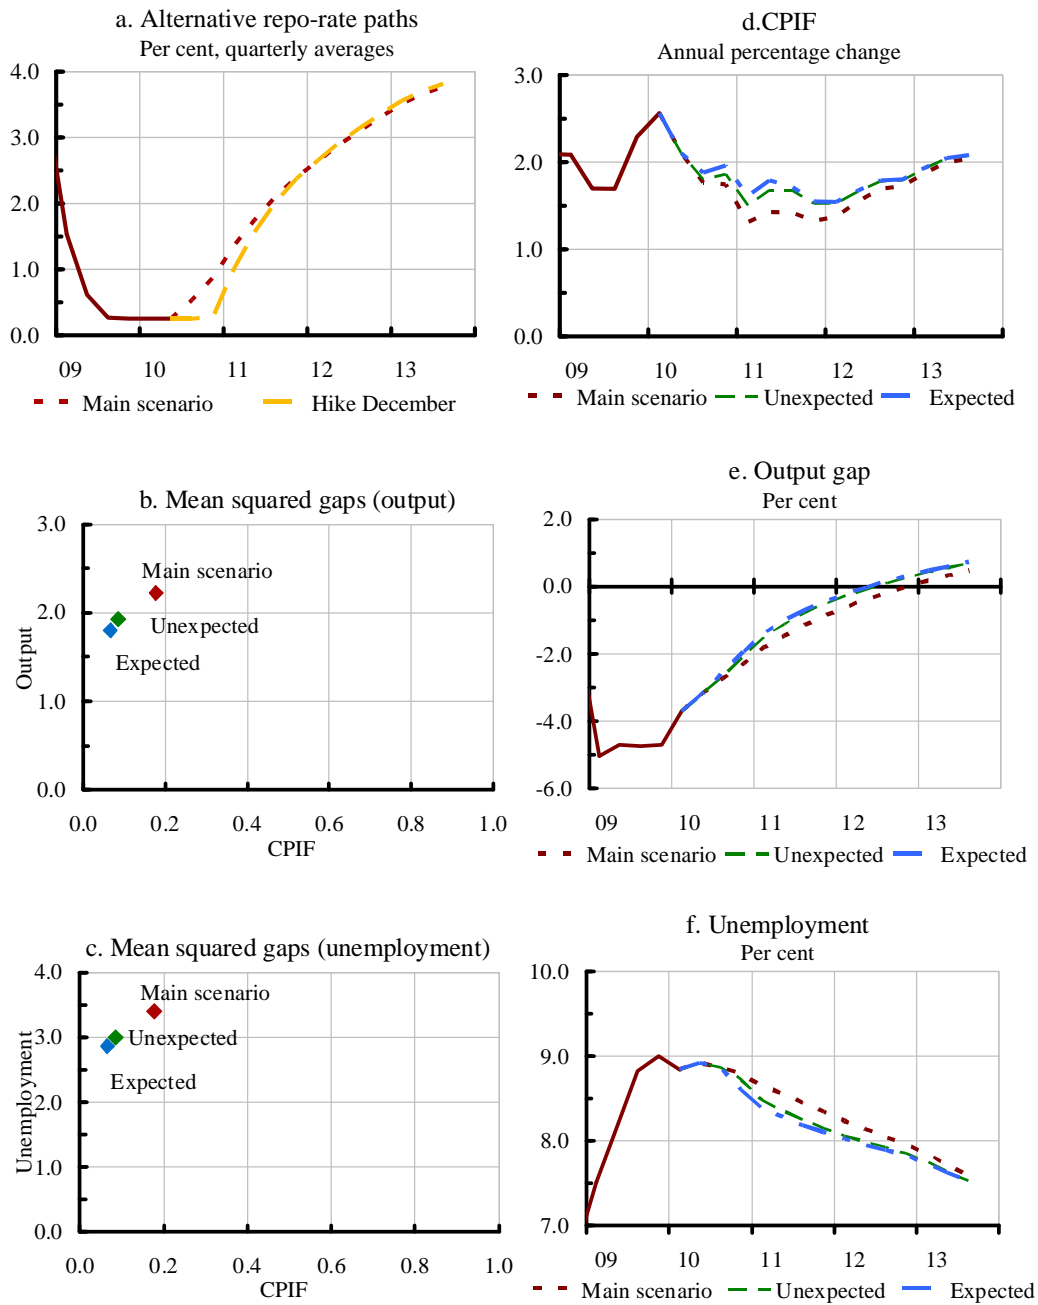 a. Alternative repo-rate paths
Per cent, quarterly averages
4.0
3.0
2.0
1.0
0.0
09 10 11 12 13
Main scenario Hike December
b. Mean squared gaps (output)
3.0
2.0
1.0
0.0
Output
Main scenario
Unexpected
Expected
0.0 0.2 0.4 0.6 0.8 1.0
CPIF
c. Mean squared gaps (unemployment)
4.0
3.0
2.0
1.0
0.0
Unemployment
Main scenario
Unexpected
Expected
0.0 0.2 0.4 0.6 0.8 1.0
CPIF
d.CPIF
Annual percentage change
3.0
2.0
1.0
0.0
09 10 11 12 13
Main scenario Unexpected Expected
e. Output gap
Per cent
2.0
0.0
-2.0
-4.0
-6.0
09 10 11 12 13
Main scenario Unexpected Expected
f. Unemployment
Per cent
10.0
9.0
8.0
7.0
09 10 11 12 13
Main scenario Unexpected Expected